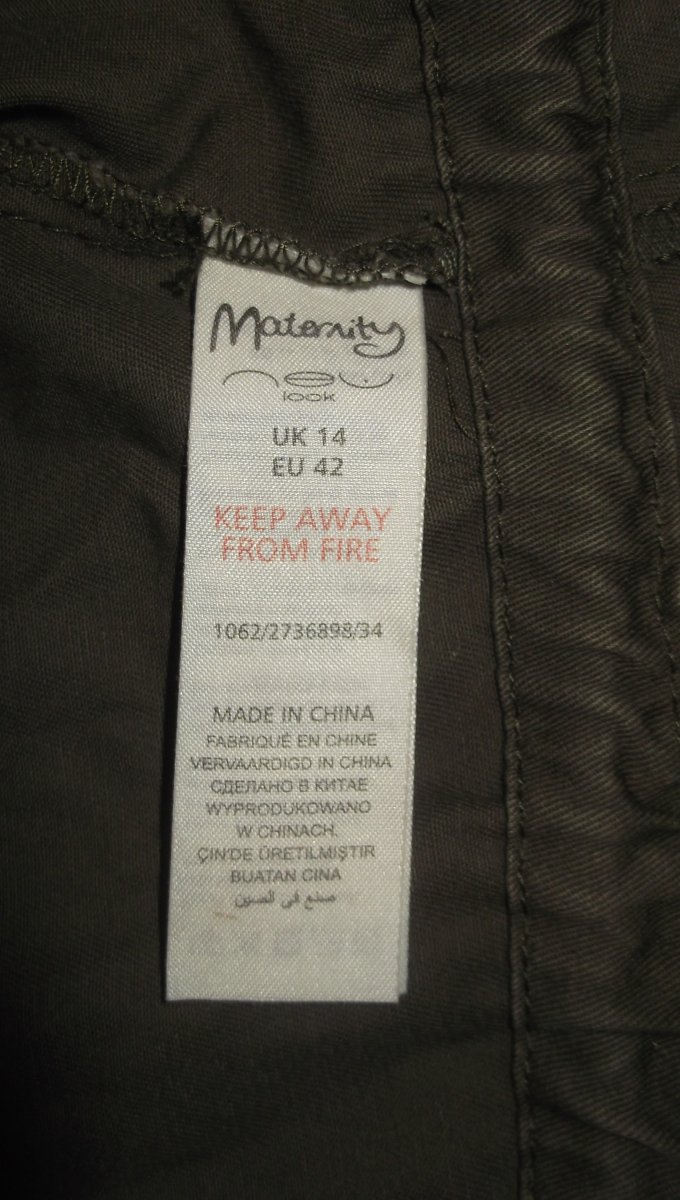 Maternity
new
look
UK 14
EU 42
KEEP AWAY
FROM FIRE
1062/2736898/34
MADE IN CHINA
FABRIQUÉ EN CHINE
VERVAARDIGD IN CHINA
СДЕЛАНО В КИТАЕ
WYPRODUKOWANO
W CHINACH.
ÇIN'DE ÜRETILMIŞTIR
BUATAN CINA
صنع في الصين